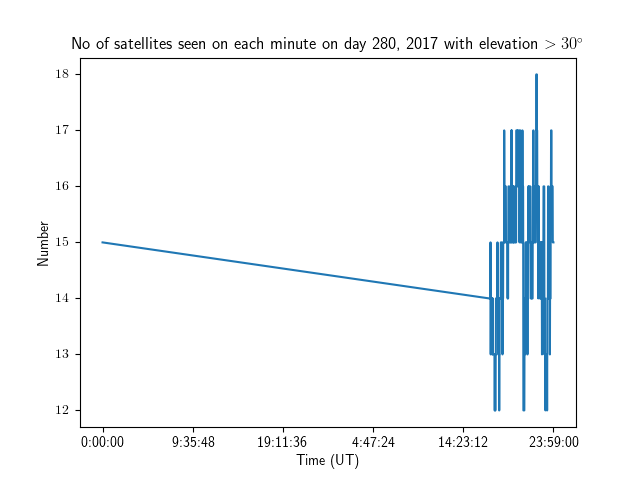 No of satellites seen on each minute on day 280, 2017 with elevation > 30°
18
17
16
15
14
13
12
Number
0:00:00 9:35:48 19:11:36 4:47:24 14:23:12 23:59:00
Time (UT)